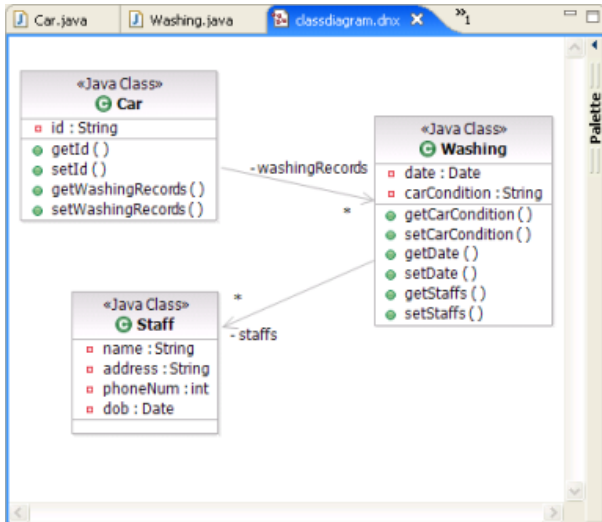 Car.java
Washing.java
classdiagram.dnx
»1
Palette
«Java Class»
C Car
id : String
getId ( )
setId ( )
getWashingRecords ( )
setWashingRecords ( )
-washingRecords
*
«Java Class»
C Washing
date : Date
carCondition : String
getCarCondition ( )
setCarCondition ( )
getDate ( )
setDate ( )
getStaffs ( )
setStaffs ( )
*
-staffs
«Java Class»
C Staff
name : String
address : String
phoneNum : int
dob : Date